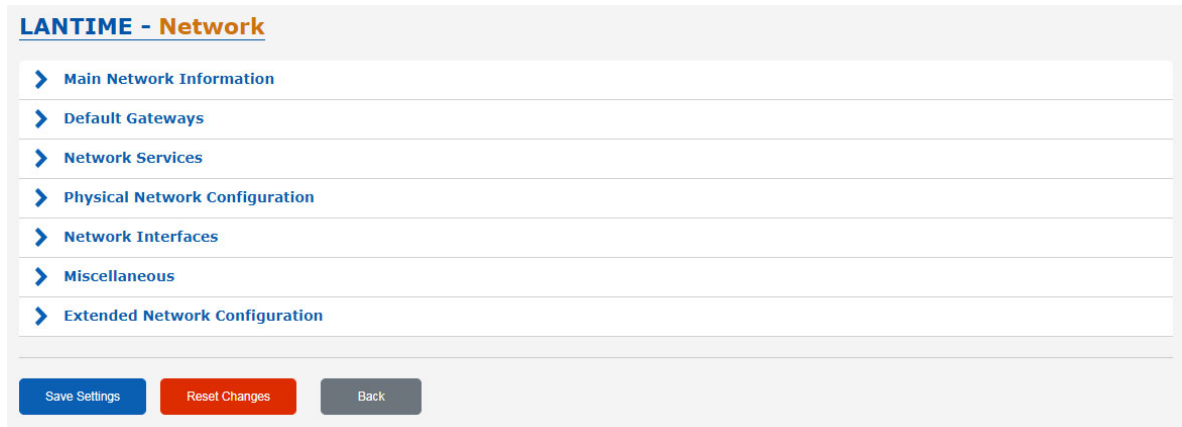 LANTIME - Network
Main Network Information
Default Gateways
Network Services
Physical Network Configuration
Network Interfaces
Miscellaneous
Extended Network Configuration
Save Settings Reset Changes Back